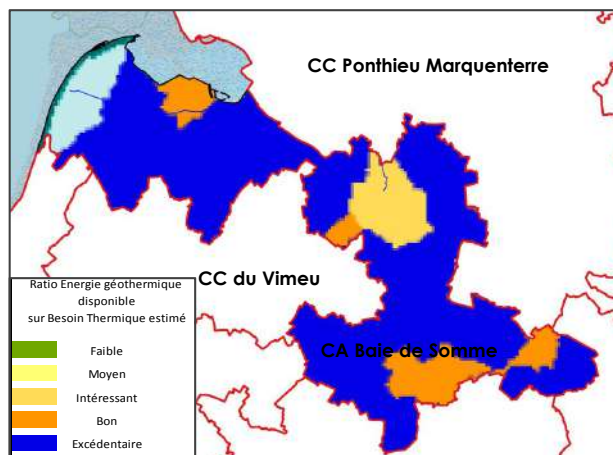 CC Ponthieu Marquenterre
CC du Vimeu
CA Baie de Somme
Ratio Energie géothermique
disponible
sur Besoin Thermique estimé
Faible
Moyen
Intéressant
Bon
Excédentaire